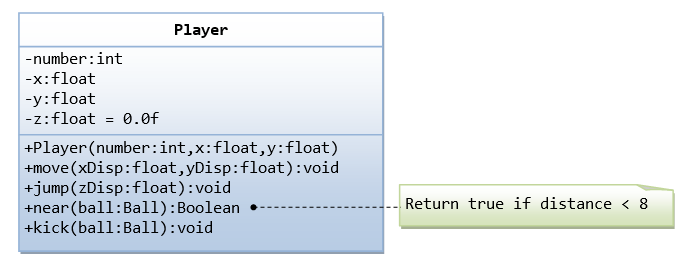 Player
-number:int
-x:float
-y:float
-z:float = 0.0f
+Player(number:int,x:float,y:float)
+move(xDisp:float,yDisp:float):void
+jump(zDisp:float):void
+near(ball:Ball):Boolean
Return true if distance < 8
+kick(ball:Ball):void